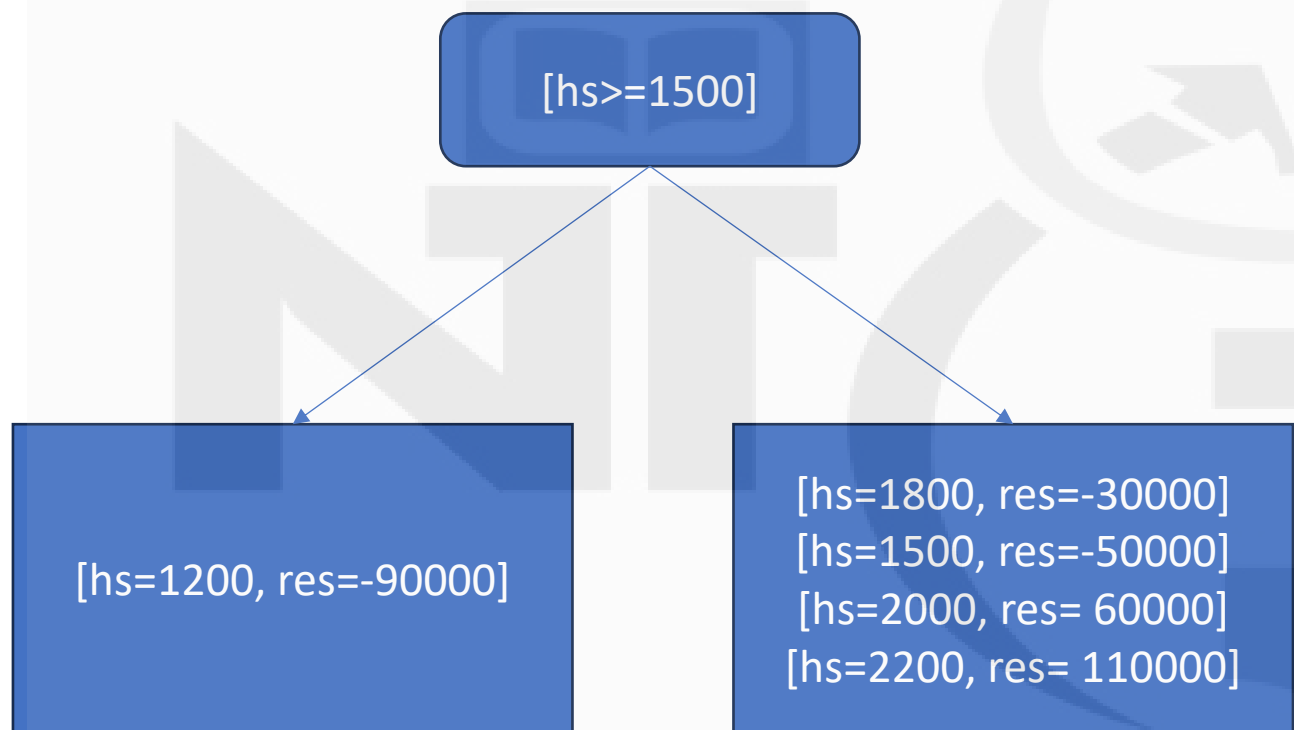 [hs>=1500]
[hs=1200, res=-90000]
[hs=1800, res=-30000]
[hs=1500, res=-50000]
[hs=2000, res= 60000]
[hs=2200, res= 110000]